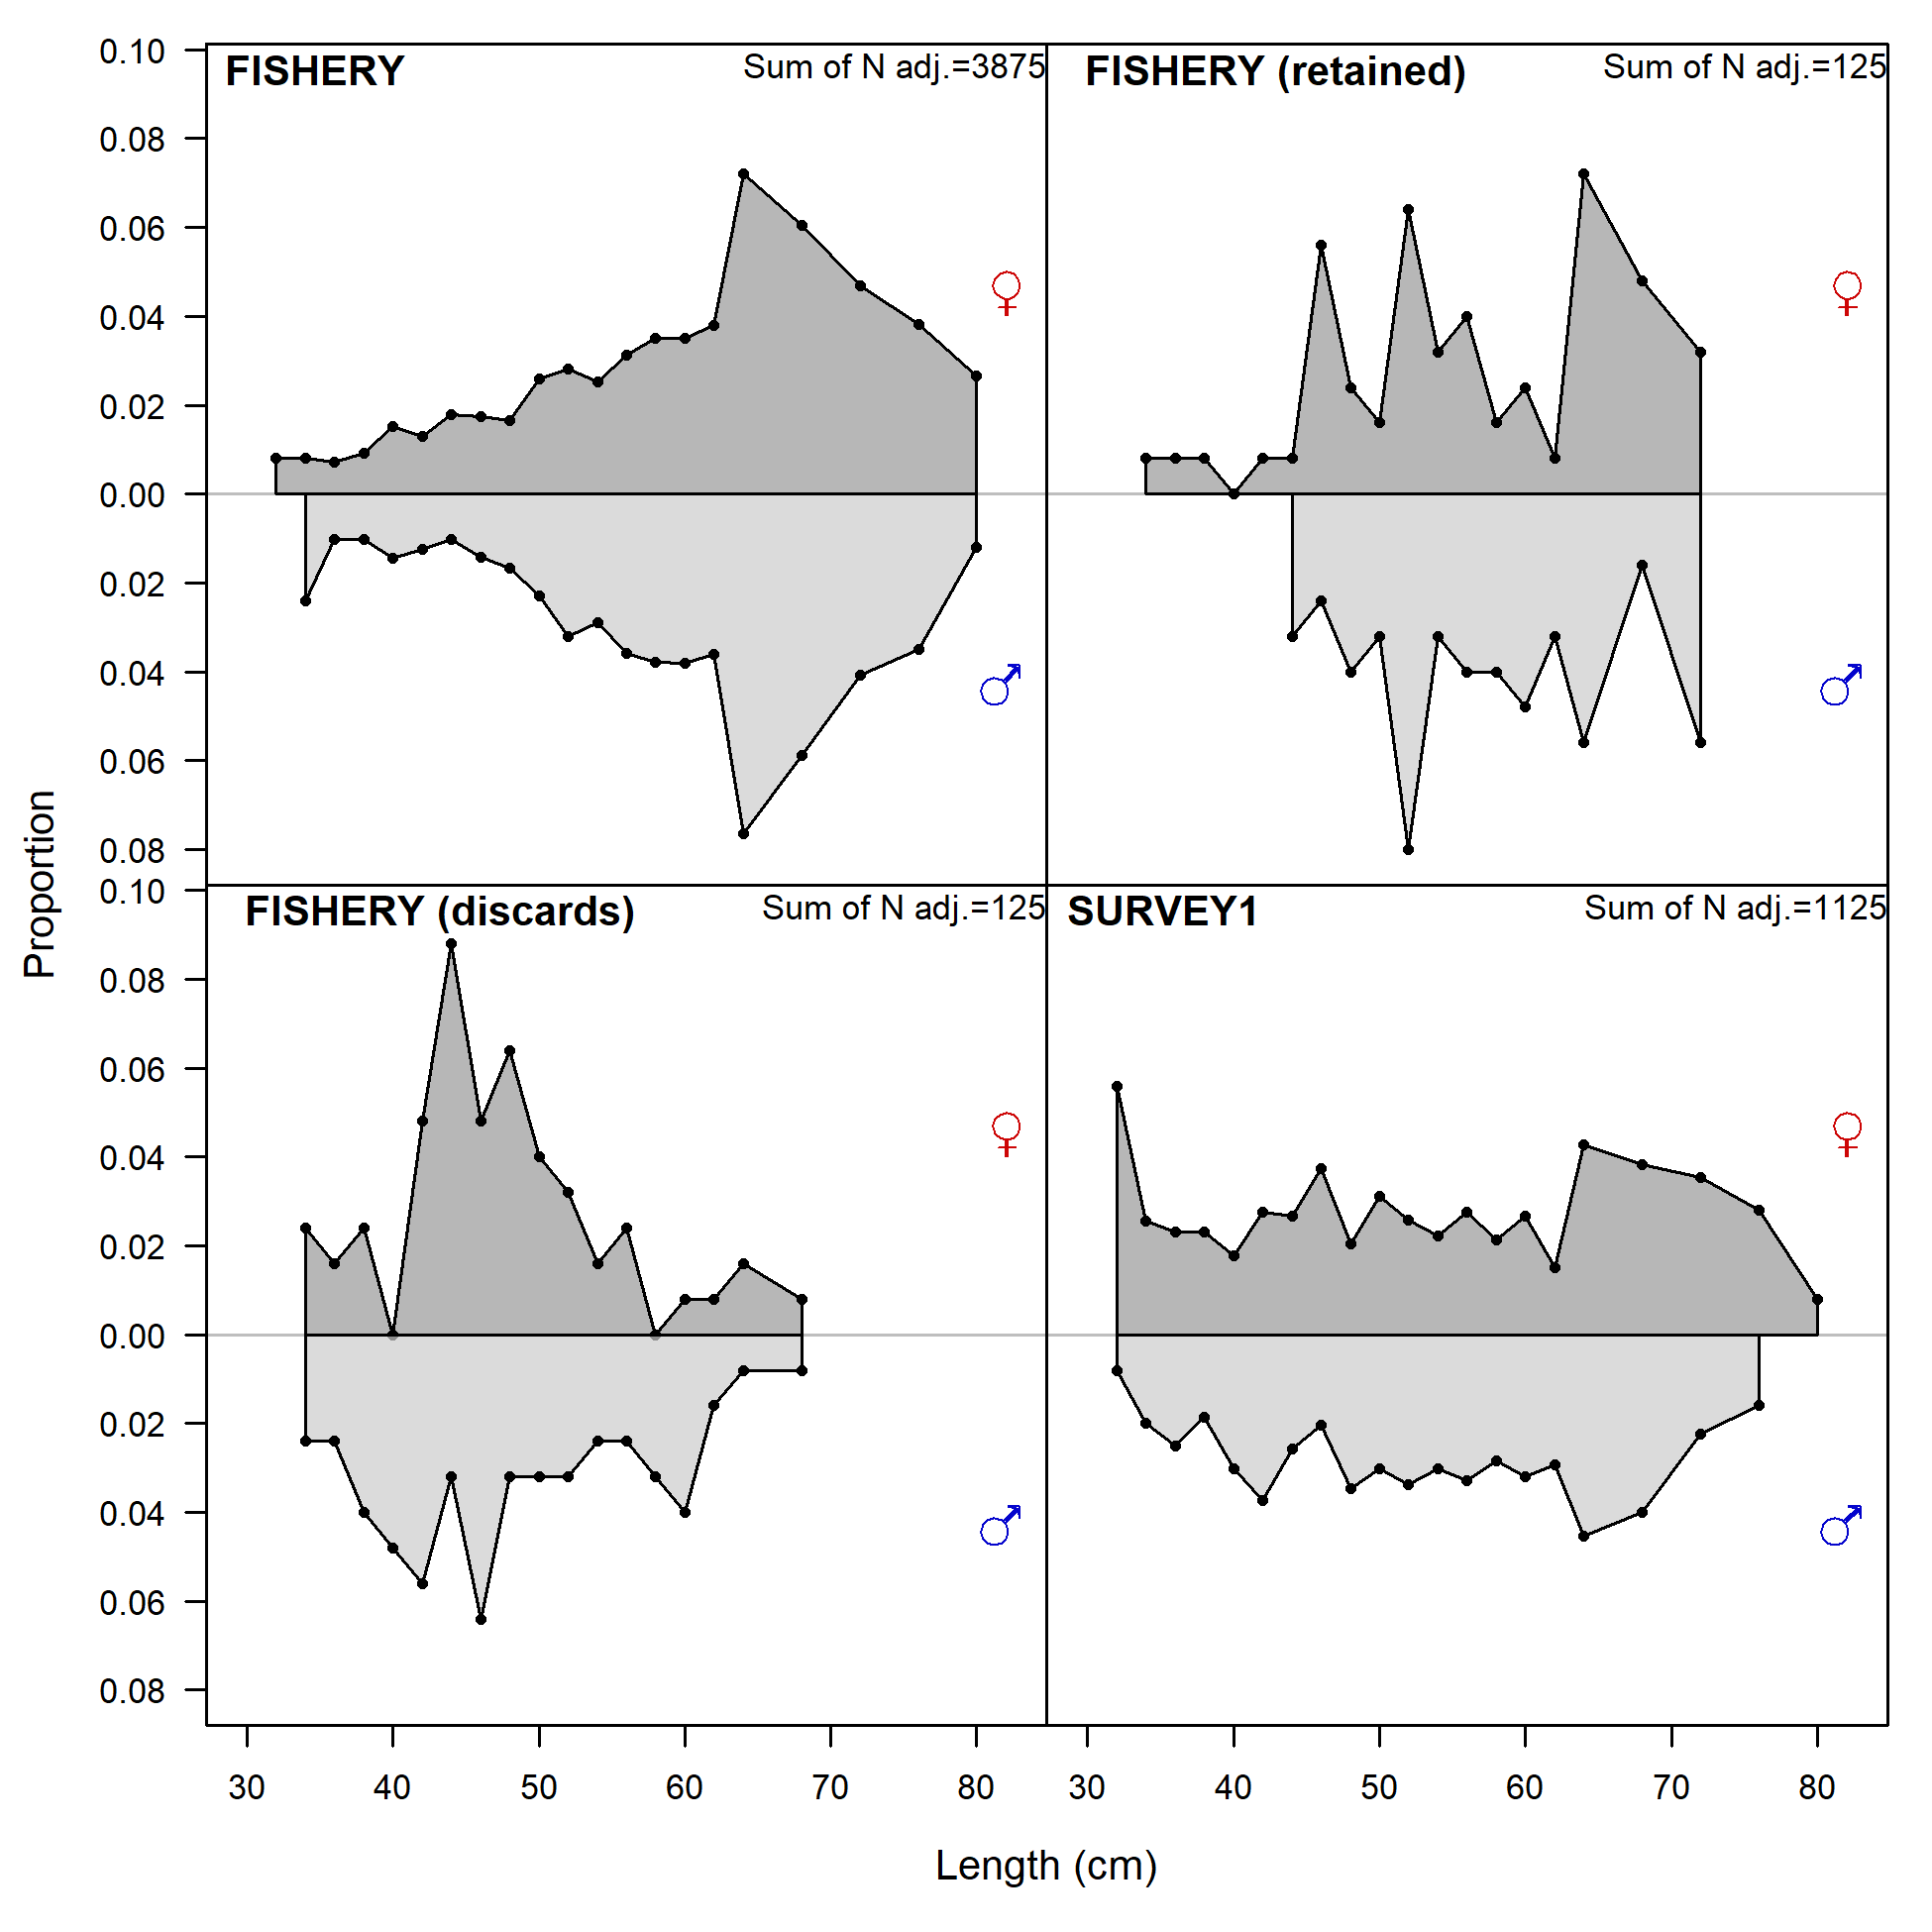 FISHERY
Sum of N adj.=3875
FISHERY (retained)
Sum of N adj.=125
0.10
0.08
0.06
0.04
0.02
0.00
0.02
0.04
0.06
0.08
♀
♂
♀
♂
Proportion
FISHERY (discards)
Sum of N adj.=125
SURVEY1
Sum of N adj.=1125
0.10
0.08
0.06
0.04
0.02
0.00
0.02
0.04
0.06
0.08
♀
♂
♀
♂
30 40 50 60 70 80
30 40 50 60 70 80
Length (cm)